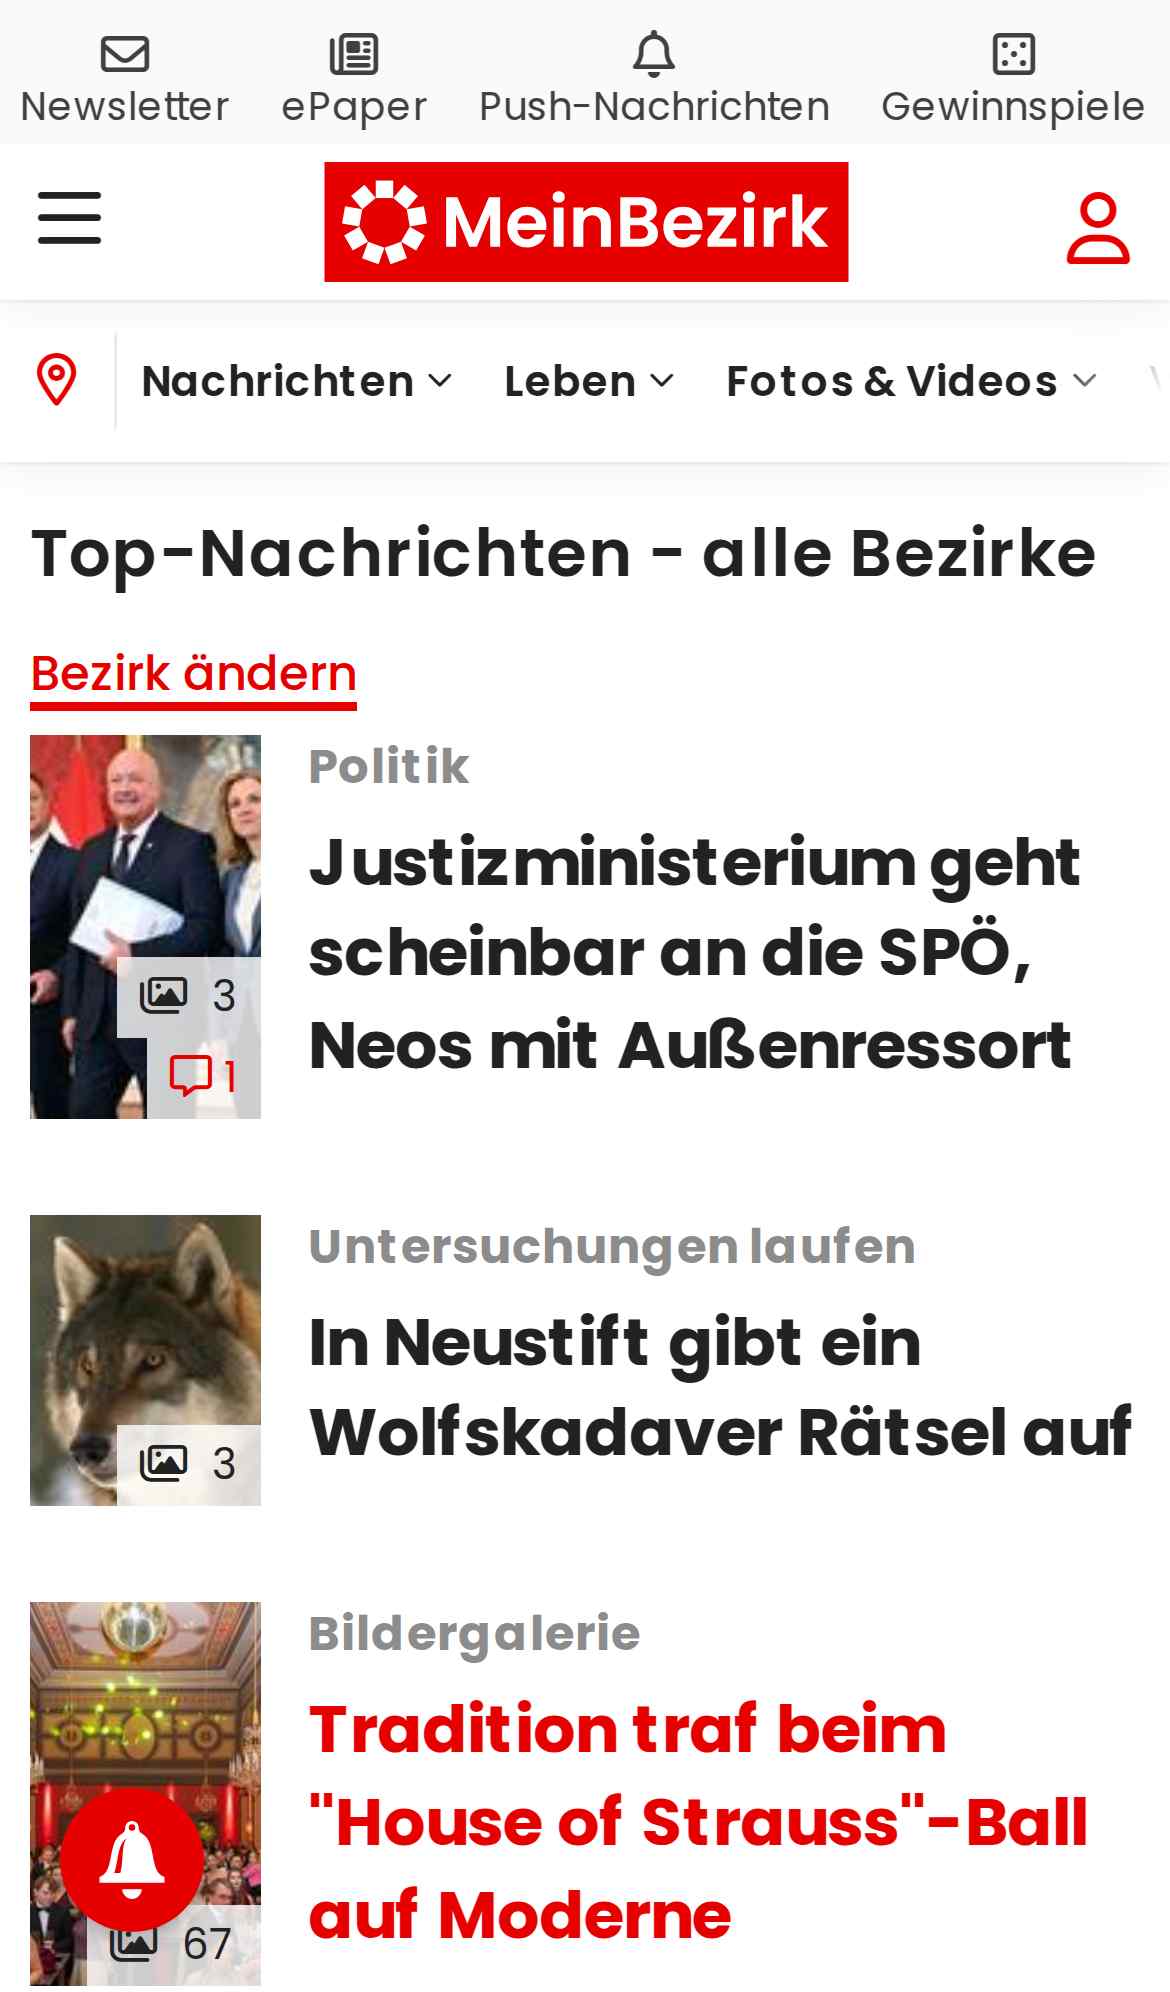 Newsletter
ePaper
Push-Nachrichten
Gewinnspiele
MeinBezirk
Nachrichten
Leben
Fotos & Videos
Top-Nachrichten - alle Bezirke
Bezirk ändern
Politik
Justizministerium geht
scheinbar an die SPÖ,
Neos mit Außenressort
3
1
Untersuchungen laufen
In Neustift gibt ein
Wolfskadaver Rätsel auf
3
Bildergalerie
Tradition traf beim
"House of Strauss"-Ball
auf Moderne
67